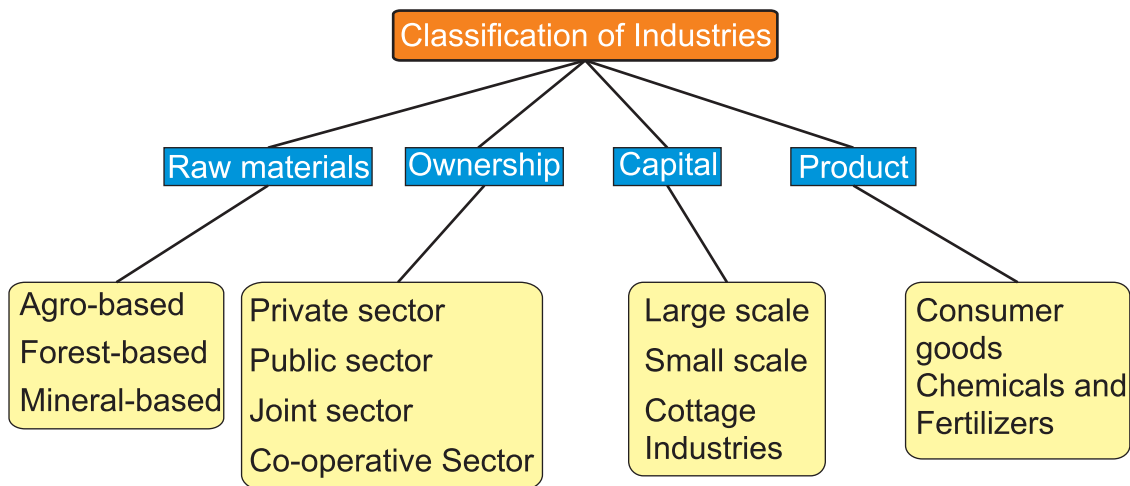 Classification of Industries
Raw materials
Ownership
Capital
Product
Agro-based
Forest-based
Mineral-based
Private sector
Public sector
Joint sector
Co-operative Sector
Large scale
Small scale
Cottage
Industries
Consumer
goods
Chemicals and
Fertilizers